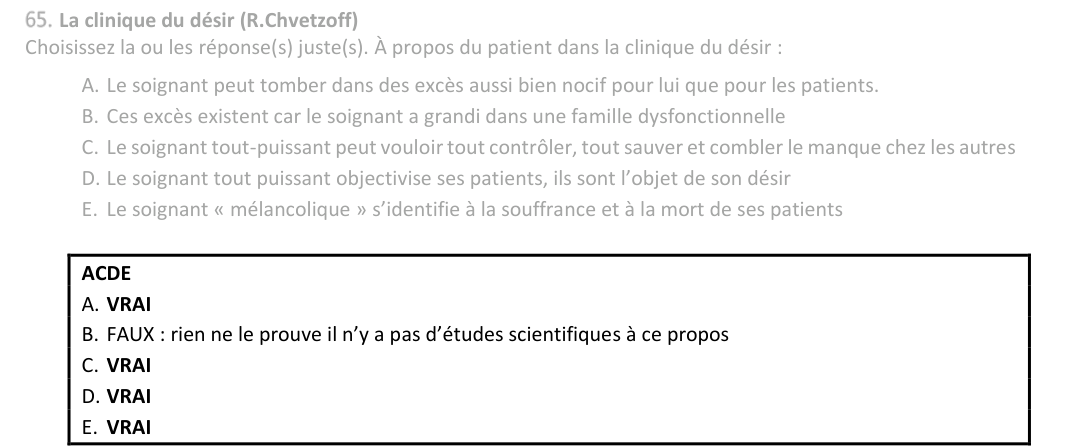 65. La clinique du désir (R.Chvetzoff)
Choisissez la ou les réponse(s) juste(s). À propos du patient dans la clinique du désir :
A. Le soignant peut tomber dans des excès aussi bien nocif pour lui que pour les patients.
B. Ces excès existent car le soignant a grandi dans une famille dysfonctionnelle
C. Le soignant tout-puissant peut vouloir tout contrôler, tout sauver et combler le manque chez les autres
D. Le soignant tout puissant objectivise ses patients, ils sont l’objet de son désir
E. Le soignant « mélancolique » s’identifie à la souffrance et à la mort de ses patients
ACDE
A. VRAI
B. FAUX : rien ne le prouve il n’y a pas d’études scientifiques à ce propos
C. VRAI
D. VRAI
E. VRAI